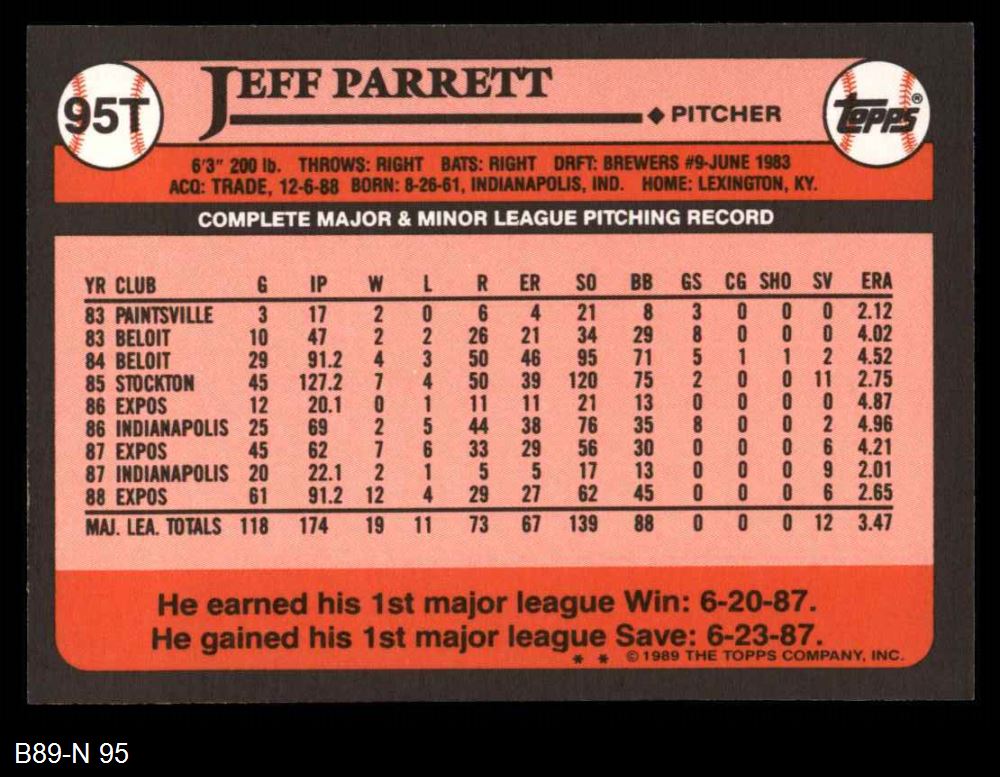 95T
JEFF PARRETT
PITCHER
Topps®
6'3" 200 lb. THROWS: RIGHT BATS: RIGHT DRFT: BREWERS #9-JUNE 1983
ACQ: TRADE, 12-6-88 BORN: 8-26-61, INDIANAPOLIS, IND. HOME: LEXINGTON, KY.
COMPLETE MAJOR & MINOR LEAGUE PITCHING RECORD
YR CLUB G IP W L R ER SO BB GS CG SHO SV ERA
83 PAINTSVILLE 3 17 2 0 6 4 21 8 3 0 0 0 2.12
83 BELOIT 10 47 2 2 26 21 34 29 8 0 0 0 4.02
84 BELOIT 29 91.2 4 3 50 46 95 71 5 1 1 2 4.52
85 STOCKTON 45 127.2 7 4 50 39 120 75 2 0 0 11 2.75
86 EXPOS 12 20.1 0 1 11 11 21 13 0 0 0 0 4.87
86 INDIANAPOLIS 25 69 2 5 44 38 76 35 8 0 0 2 4.96
87 EXPOS 45 62 7 6 33 29 56 30 0 0 0 6 4.21
87 INDIANAPOLIS 20 22.1 2 1 5 5 17 13 0 0 0 9 2.01
88 EXPOS 61 91.2 12 4 29 27 62 45 0 0 0 6 2.65
MAJ. LEA. TOTALS 118 174 19 11 73 67 139 88 0 0 0 12 3.47
He earned his 1st major league Win: 6-20-87.
He gained his 1st major league Save: 6-23-87.
* * © 1989 THE TOPPS COMPANY, INC.
B89-N 95